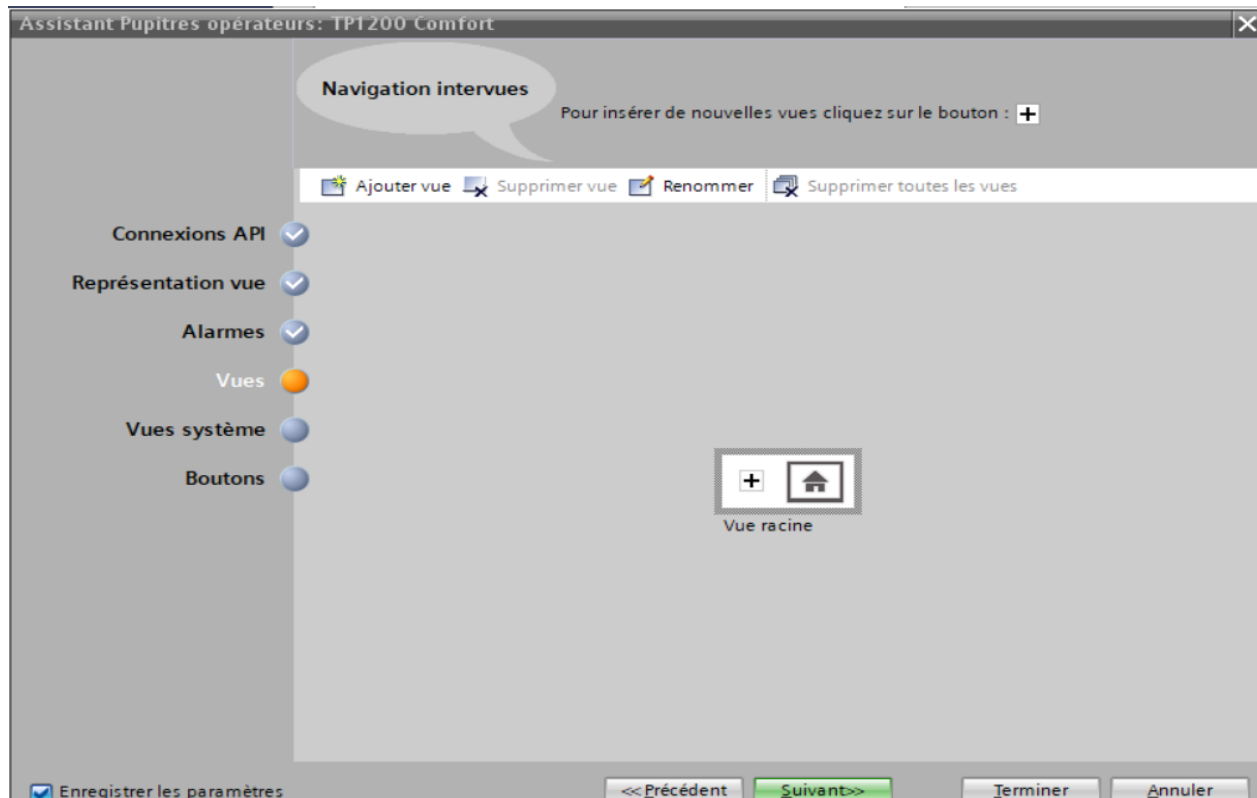 Assistant Pupitres opérateurs: TP1200 Comfort
Navigation intervues
Pour insérer de nouvelles vues cliquez sur le bouton :
Ajouter vue Supprimer vue Renommer Supprimer toutes les vues
Connexions API
Représentation vue
Alarmes
Vues
Vues système
Boutons
Vue racine
Enregistrer les paramètres
<<Précédent Suivant>> Terminer Annuler